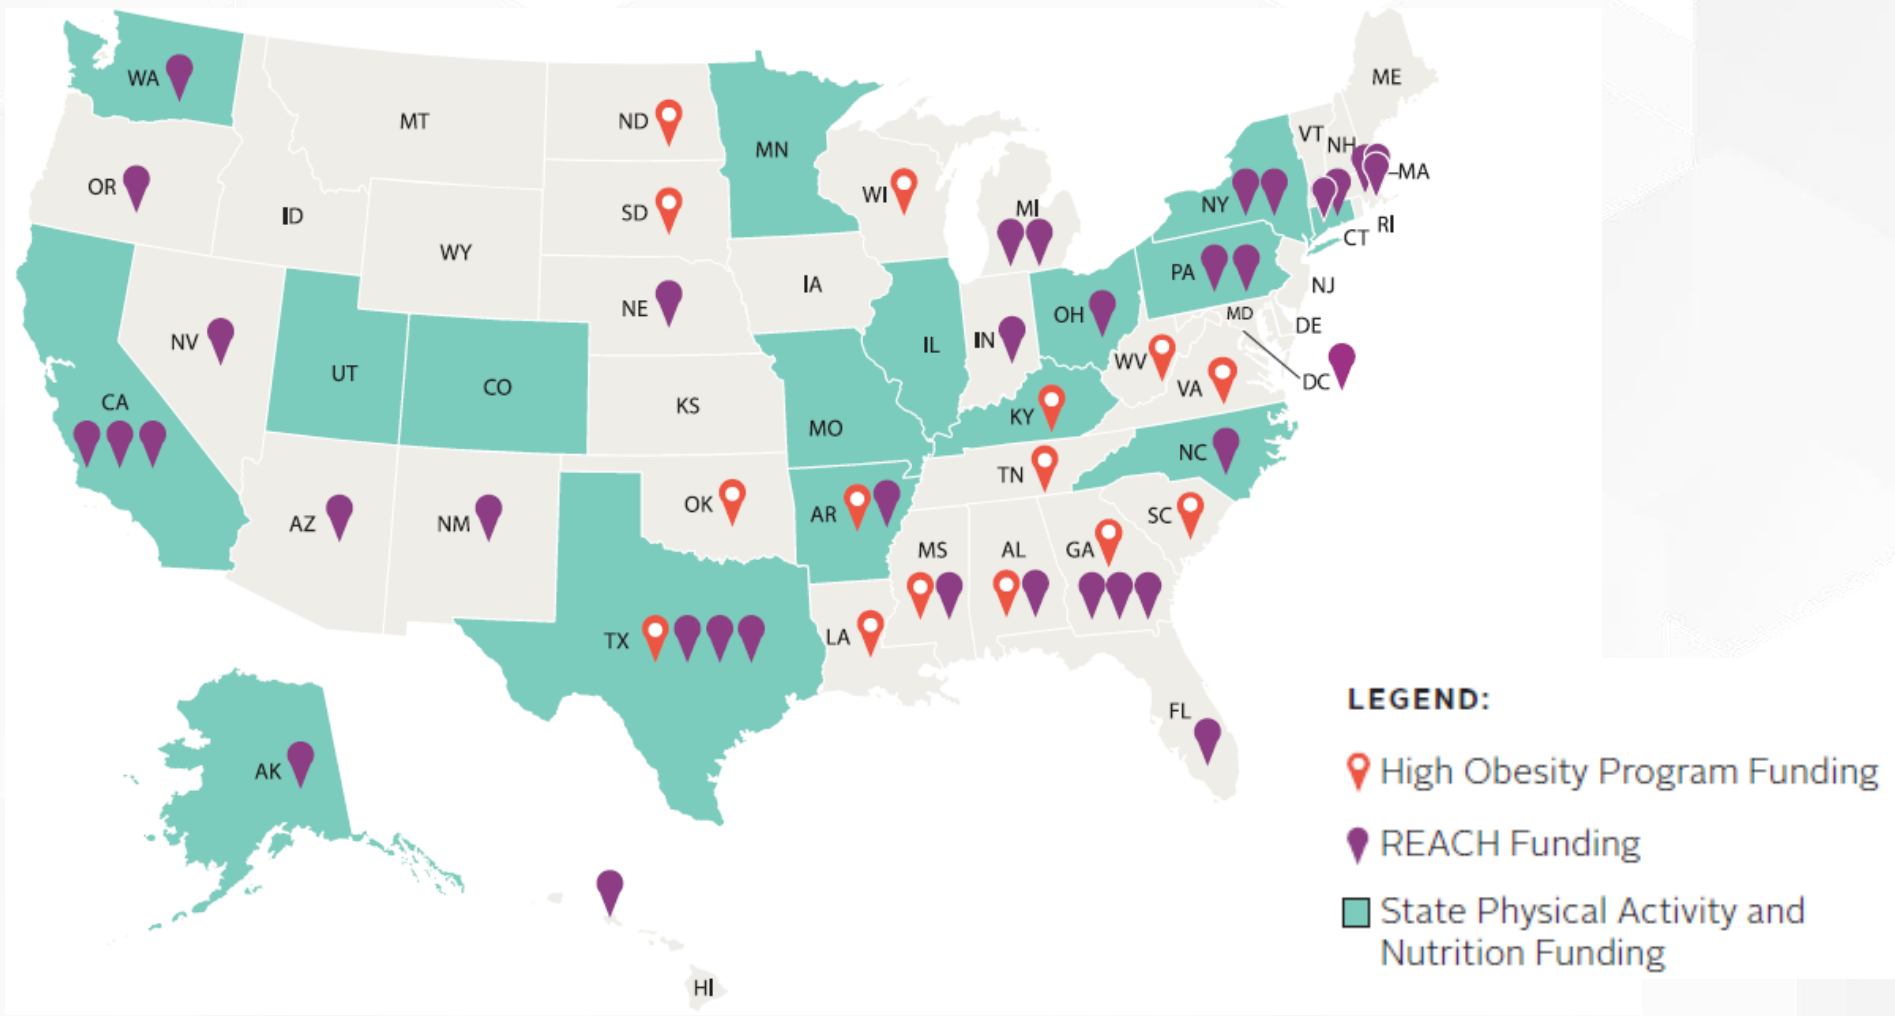 WA
MT
ND
MN
ME
VT
NH
MA
OR
ID
SD
WI
MI
NY
RI
CT
WY
IA
PA
NJ
NE
OH
MD
DE
NV
IL
IN
WV
VA
DC
UT
CO
KS
CA
MO
KY
NC
TN
OK
AZ
NM
AR
SC
MS
AL
GA
TX
LA
FL
AK
HI
LEGEND:
High Obesity Program Funding
REACH Funding
State Physical Activity and
Nutrition Funding